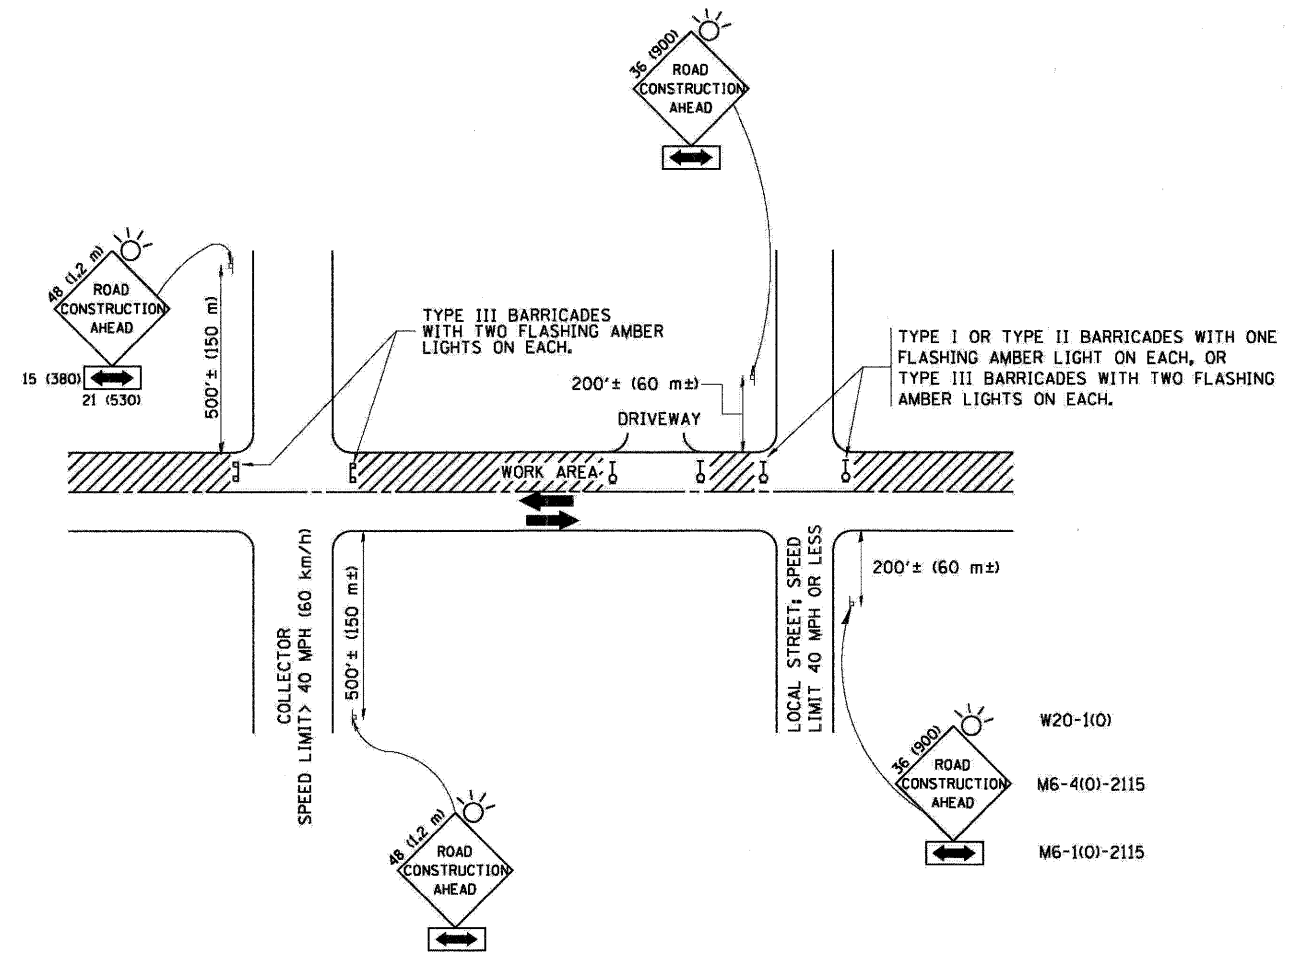 36 (900)
ROAD
CONSTRUCTION
AHEAD
48 (1.2 m)
ROAD
CONSTRUCTION
AHEAD
15 (380)
21 (530)
500'± (150 m)
TYPE III BARRICADES
WITH TWO FLASHING AMBER
LIGHTS ON EACH.
200'± (60 m±)
DRIVEWAY
TYPE I OR TYPE II BARRICADES WITH ONE
FLASHING AMBER LIGHT ON EACH, OR
TYPE III BARRICADES WITH TWO FLASHING
AMBER LIGHTS ON EACH.
WORK AREA
COLLECTOR
SPEED LIMIT> 40 MPH (60 km/h)
500'± (150 m±)
LOCAL STREET; SPEED
LIMIT 40 MPH OR LESS
200'± (60 m±)
48 (1.2 m)
ROAD
CONSTRUCTION
AHEAD
36 (900)
ROAD
CONSTRUCTION
AHEAD
W20-1(O)
M6-4(O)-2115
M6-1(O)-2115